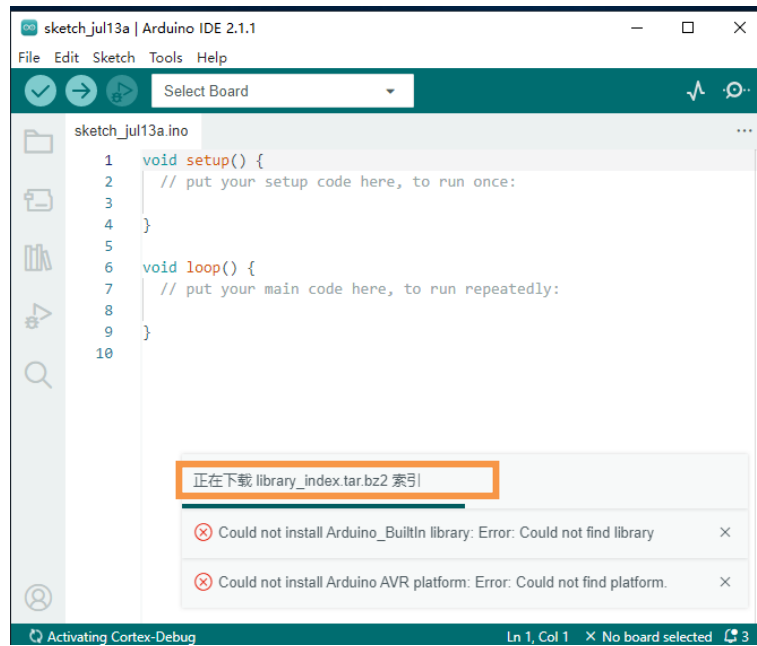 sketch_jul13a | Arduino IDE 2.1.1
File Edit Sketch Tools Help
Select Board
sketch_jul13a.ino
1 void setup() {
2 // put your setup code here, to run once:
3
4 }
5
6 void loop() {
7 // put your main code here, to run repeatedly:
8
9 }
10
正在下载 library_index.tar.bz2 索引
Could not install Arduino_BuiltIn library: Error: Could not find library
Could not install Arduino AVR platform: Error: Could not find platform.
Activating Cortex-Debug Ln 1, Col 1 × No board selected 3